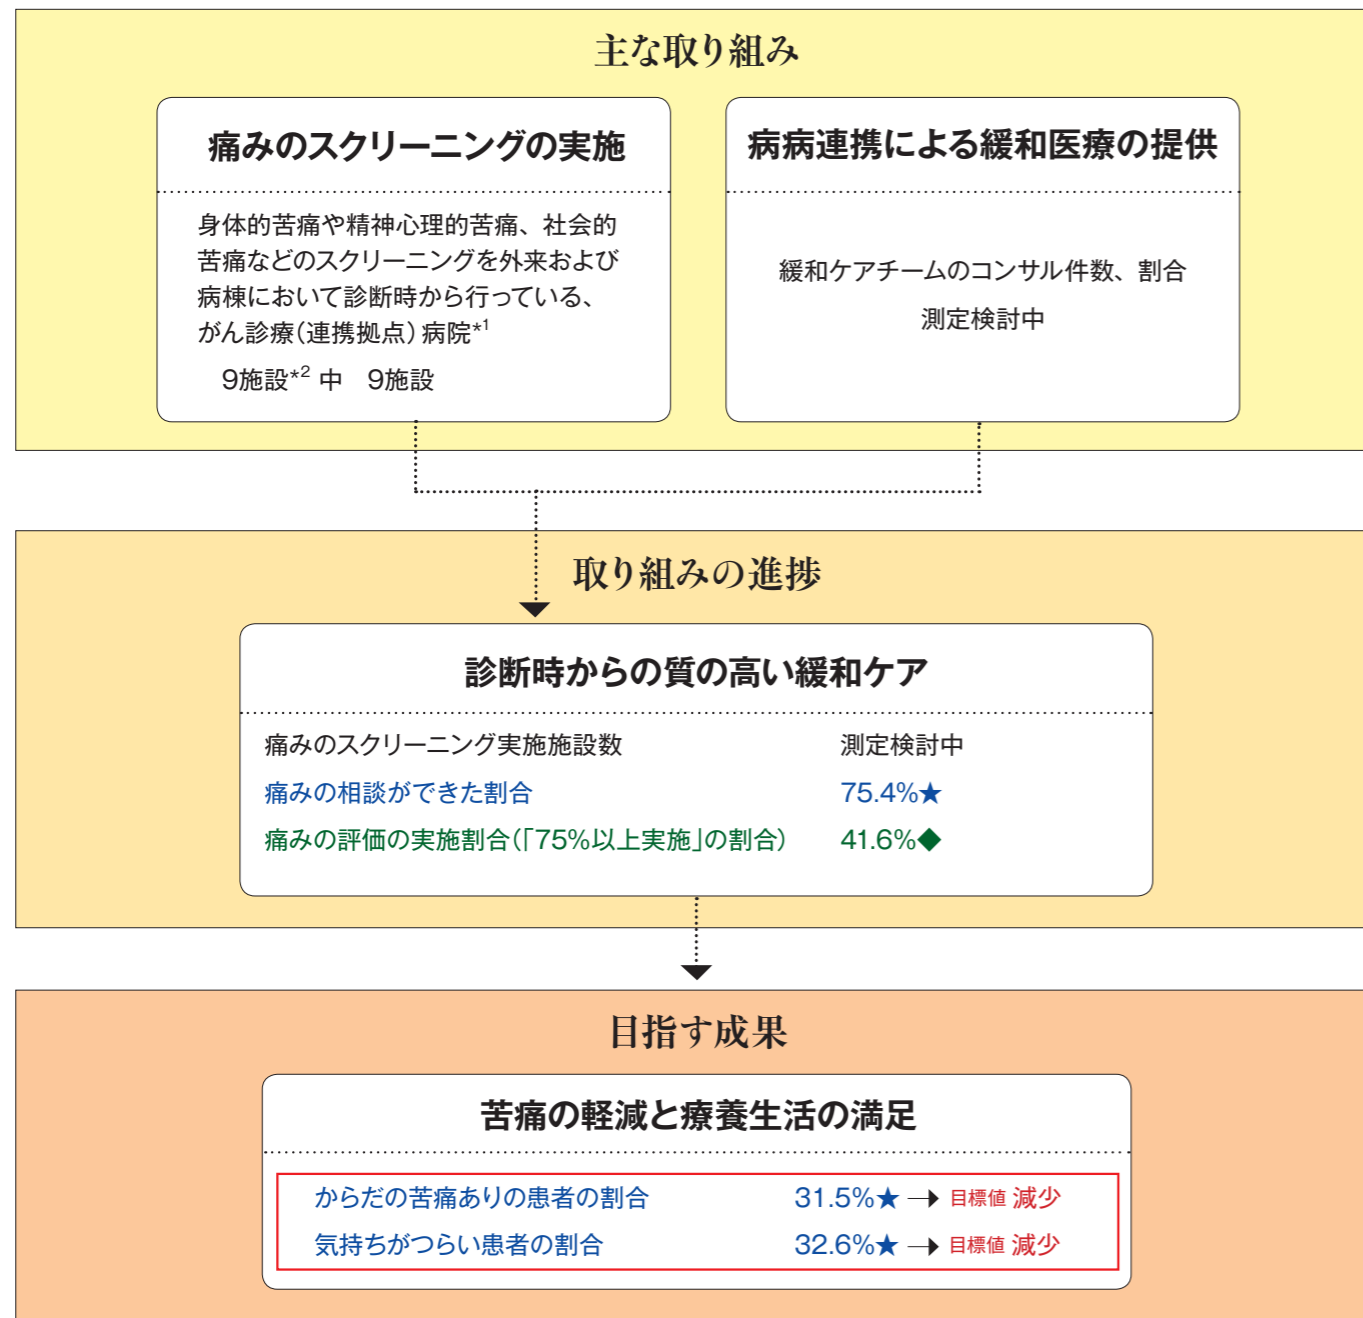 主な取り組み
痛みのスクリーニングの実施
身体的苦痛や精神心理的苦痛、社会的
苦痛などのスクリーニングを外来および
病棟において診断時から行っている、
がん診療(連携拠点)病院*1
9施設*2 中 9施設
病病連携による緩和医療の提供
緩和ケアチームのコンサル件数、割合
測定検討中
取り組みの進捗
診断時からの質の高い緩和ケア
痛みのスクリーニング実施施設数 測定検討中
痛みの相談ができた割合 75.4%★
痛みの評価の実施割合(「75%以上実施」の割合) 41.6%◆
目指す成果
苦痛の軽減と療養生活の満足
からだの苦痛ありの患者の割合 31.5%★ → 目標値 減少
気持ちがつらい患者の割合 32.6%★ → 目標値 減少